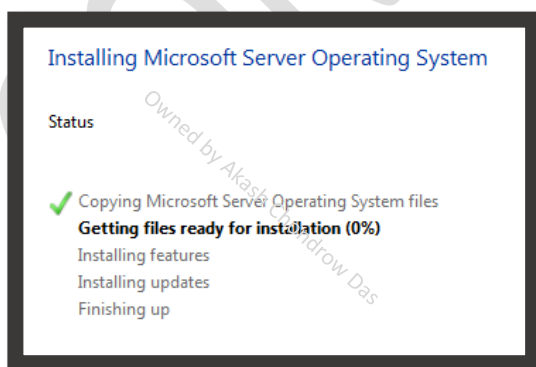 Installing Microsoft Server Operating System
Status
Owned by Akash Chandrow Das
Copying Microsoft Server Operating System files
Getting files ready for installation (0%)
Installing features
Installing updates
Finishing up